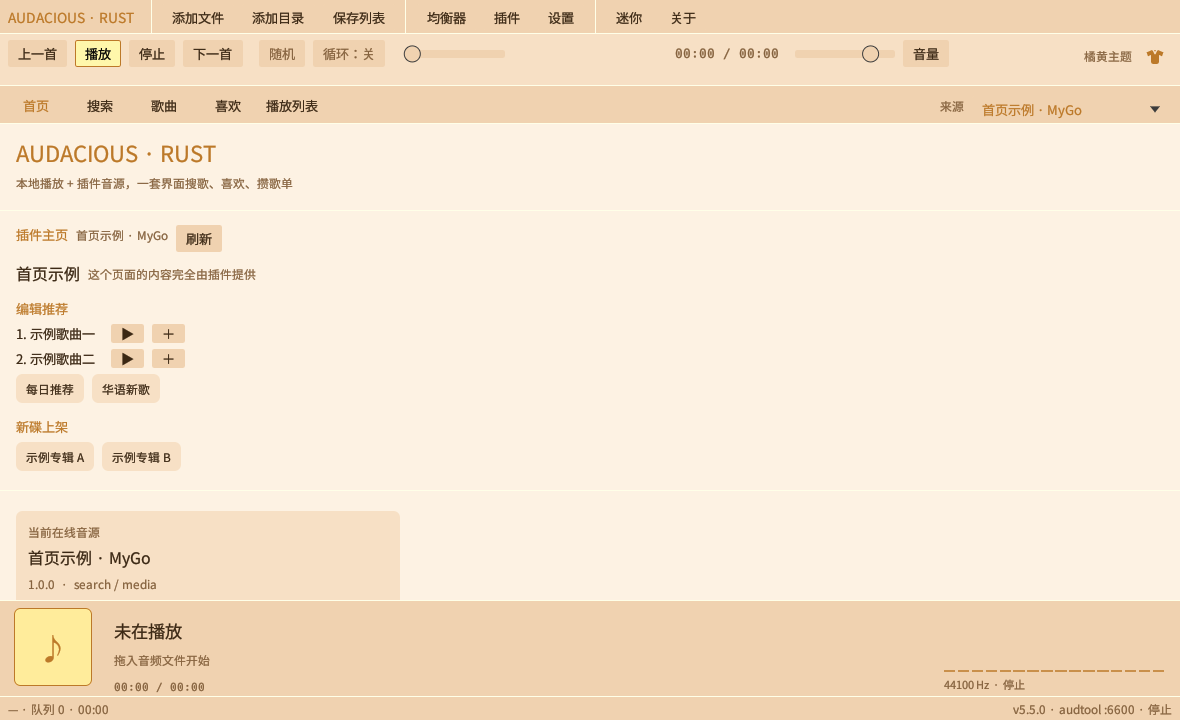 AUDACIOUS · RUST 添加文件 添加目录 保存列表 均衡器 插件 设置 迷你 关于
上一首 播放 停止 下一首 随机 循环：关 00:00 / 00:00 音量 橘黄主题
首页 搜索 歌曲 喜欢 播放列表 来源 首页示例 · MyGo
AUDACIOUS · RUST
本地播放 + 插件音源，一套界面搜歌、喜欢、攒歌单
插件主页 首页示例 · MyGo 刷新
首页示例 这个页面的内容完全由插件提供
编辑推荐
1. 示例歌曲一 ▶ +
2. 示例歌曲二 ▶ +
每日推荐 华语新歌
新碟上架
示例专辑 A 示例专辑 B
当前在线音源
首页示例 · MyGo
1.0.0 · search / media
未在播放
拖入音频文件开始
00:00 / 00:00
44100 Hz · 停止
— · 队列 0 · 00:00 v5.5.0 · audtool :6600 · 停止